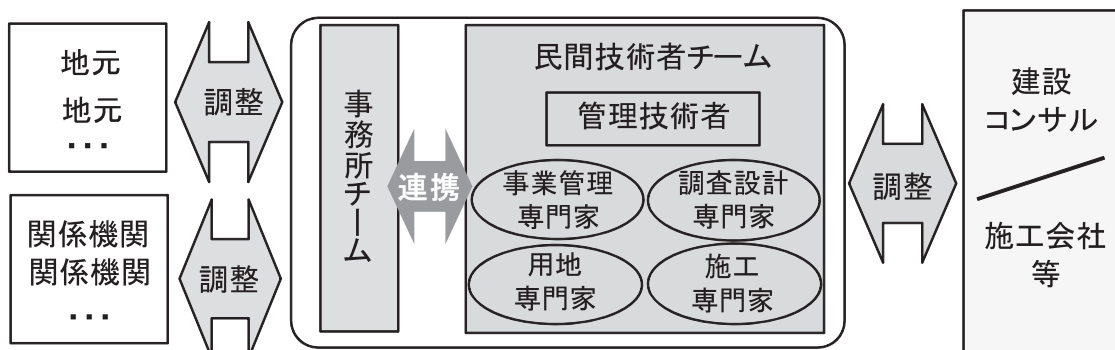 地元
地元
・・・
調整
関係機関
関係機関
・・・
調整
事務所チーム
連携
民間技術者チーム
管理技術者
事業管理
専門家
調査設計
専門家
用地
専門家
施工
専門家
調整
建設
コンサル
施工会社
等